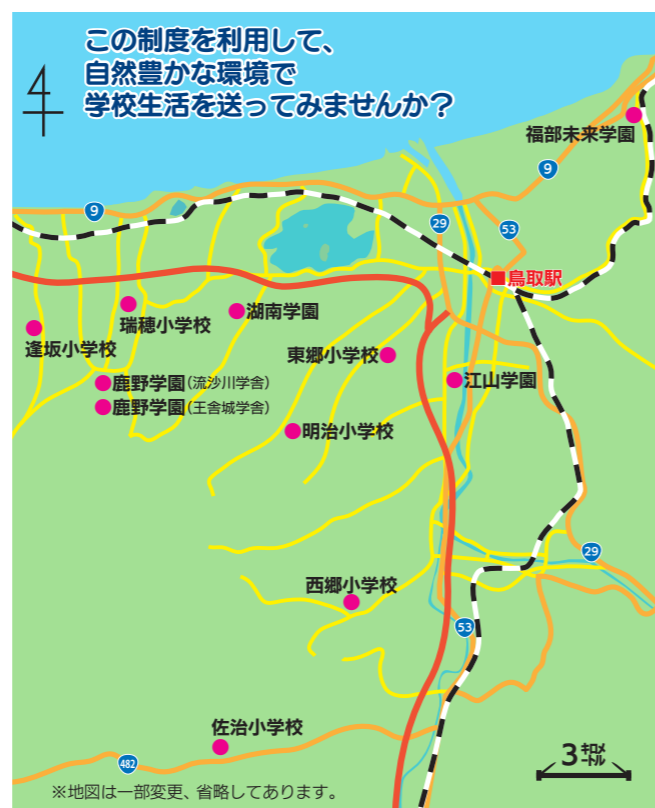 この制度を利用して、
自然豊かな環境で
学校生活を送ってみませんか？
福部未来学園
9
9
29
53
鳥取駅
瑞穂小学校
湖南学園
逢坂小学校
東郷小学校
鹿野学園(流沙川学舎)
江山学園
鹿野学園(王舎城学舎)
明治小学校
29
西郷小学校
53
佐治小学校
482
3キロメートル
※地図は一部変更、省略してあります。